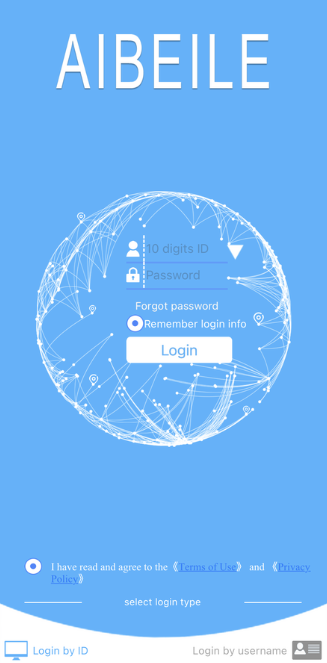 AIBEILE
10 digits ID
Password
Forgot password
Remember login info
Login
I have read and agree to the 《Terms of Use》 and 《Privacy
Policy》
select login type
Login by ID
Login by username